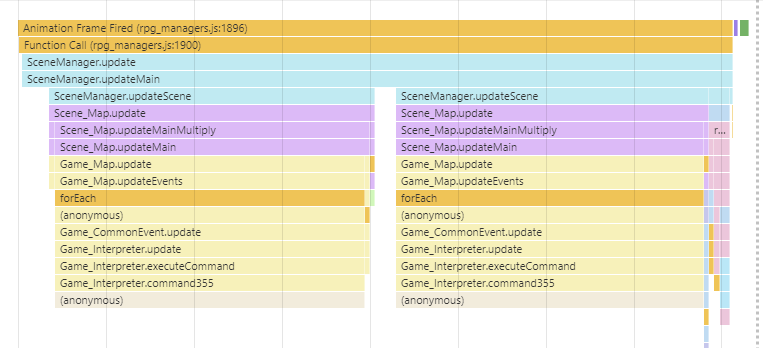 Animation Frame Fired (rpg_managers.js:1896)
Function Call (rpg_managers.js:1900)
SceneManager.update
SceneManager.updateMain
SceneManager.updateScene SceneManager.updateScene
Scene_Map.update Scene_Map.update
Scene_Map.updateMainMultiply Scene_Map.updateMainMultiply r...
Scene_Map.updateMain Scene_Map.updateMain
Game_Map.update Game_Map.update
Game_Map.updateEvents Game_Map.updateEvents
forEach forEach
(anonymous) (anonymous)
Game_CommonEvent.update Game_CommonEvent.update
Game_Interpreter.update Game_Interpreter.update
Game_Interpreter.executeCommand Game_Interpreter.executeCommand
Game_Interpreter.command355 Game_Interpreter.command355
(anonymous) (anonymous)